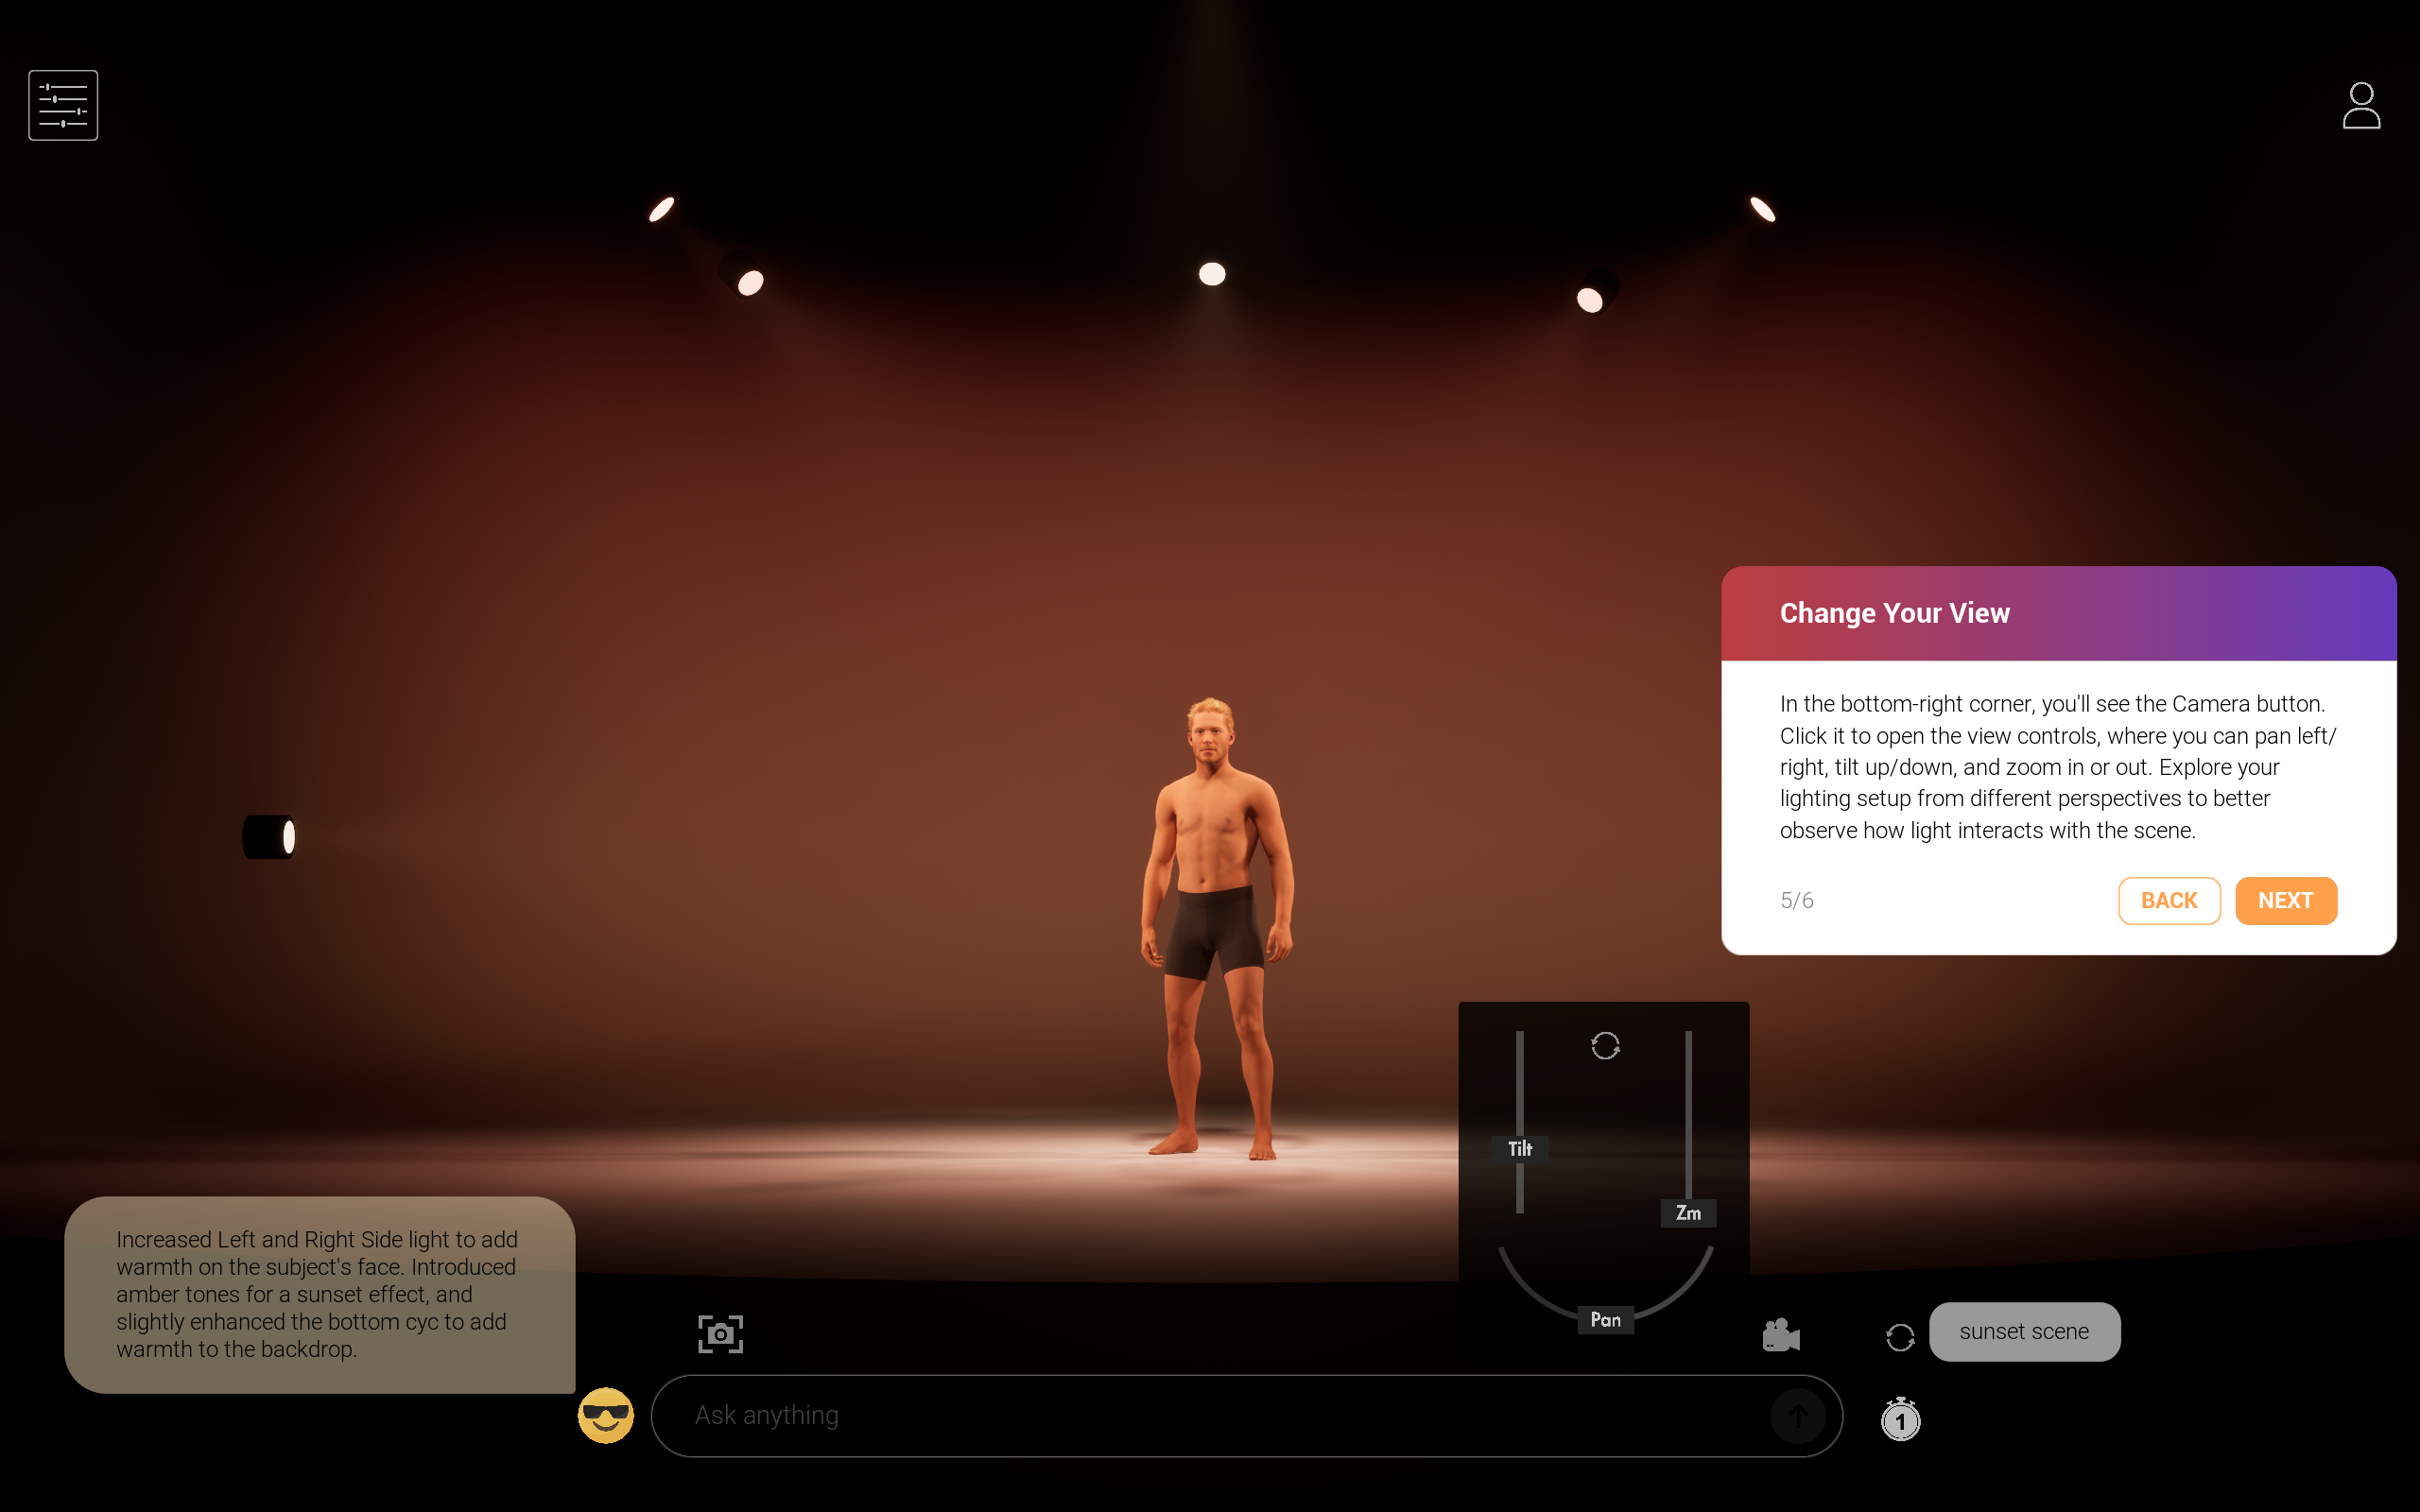 Change Your View
In the bottom-right corner, you'll see the Camera button.
Click it to open the view controls, where you can pan left/
right, tilt up/down, and zoom in or out. Explore your
lighting setup from different perspectives to better
observe how light interacts with the scene.
5/6
BACK
NEXT
Tilt
Zm
Pan
Increased Left and Right Side light to add
warmth on the subject's face. Introduced
amber tones for a sunset effect, and
slightly enhanced the bottom cyc to add
warmth to the backdrop.
sunset scene
Ask anything
1